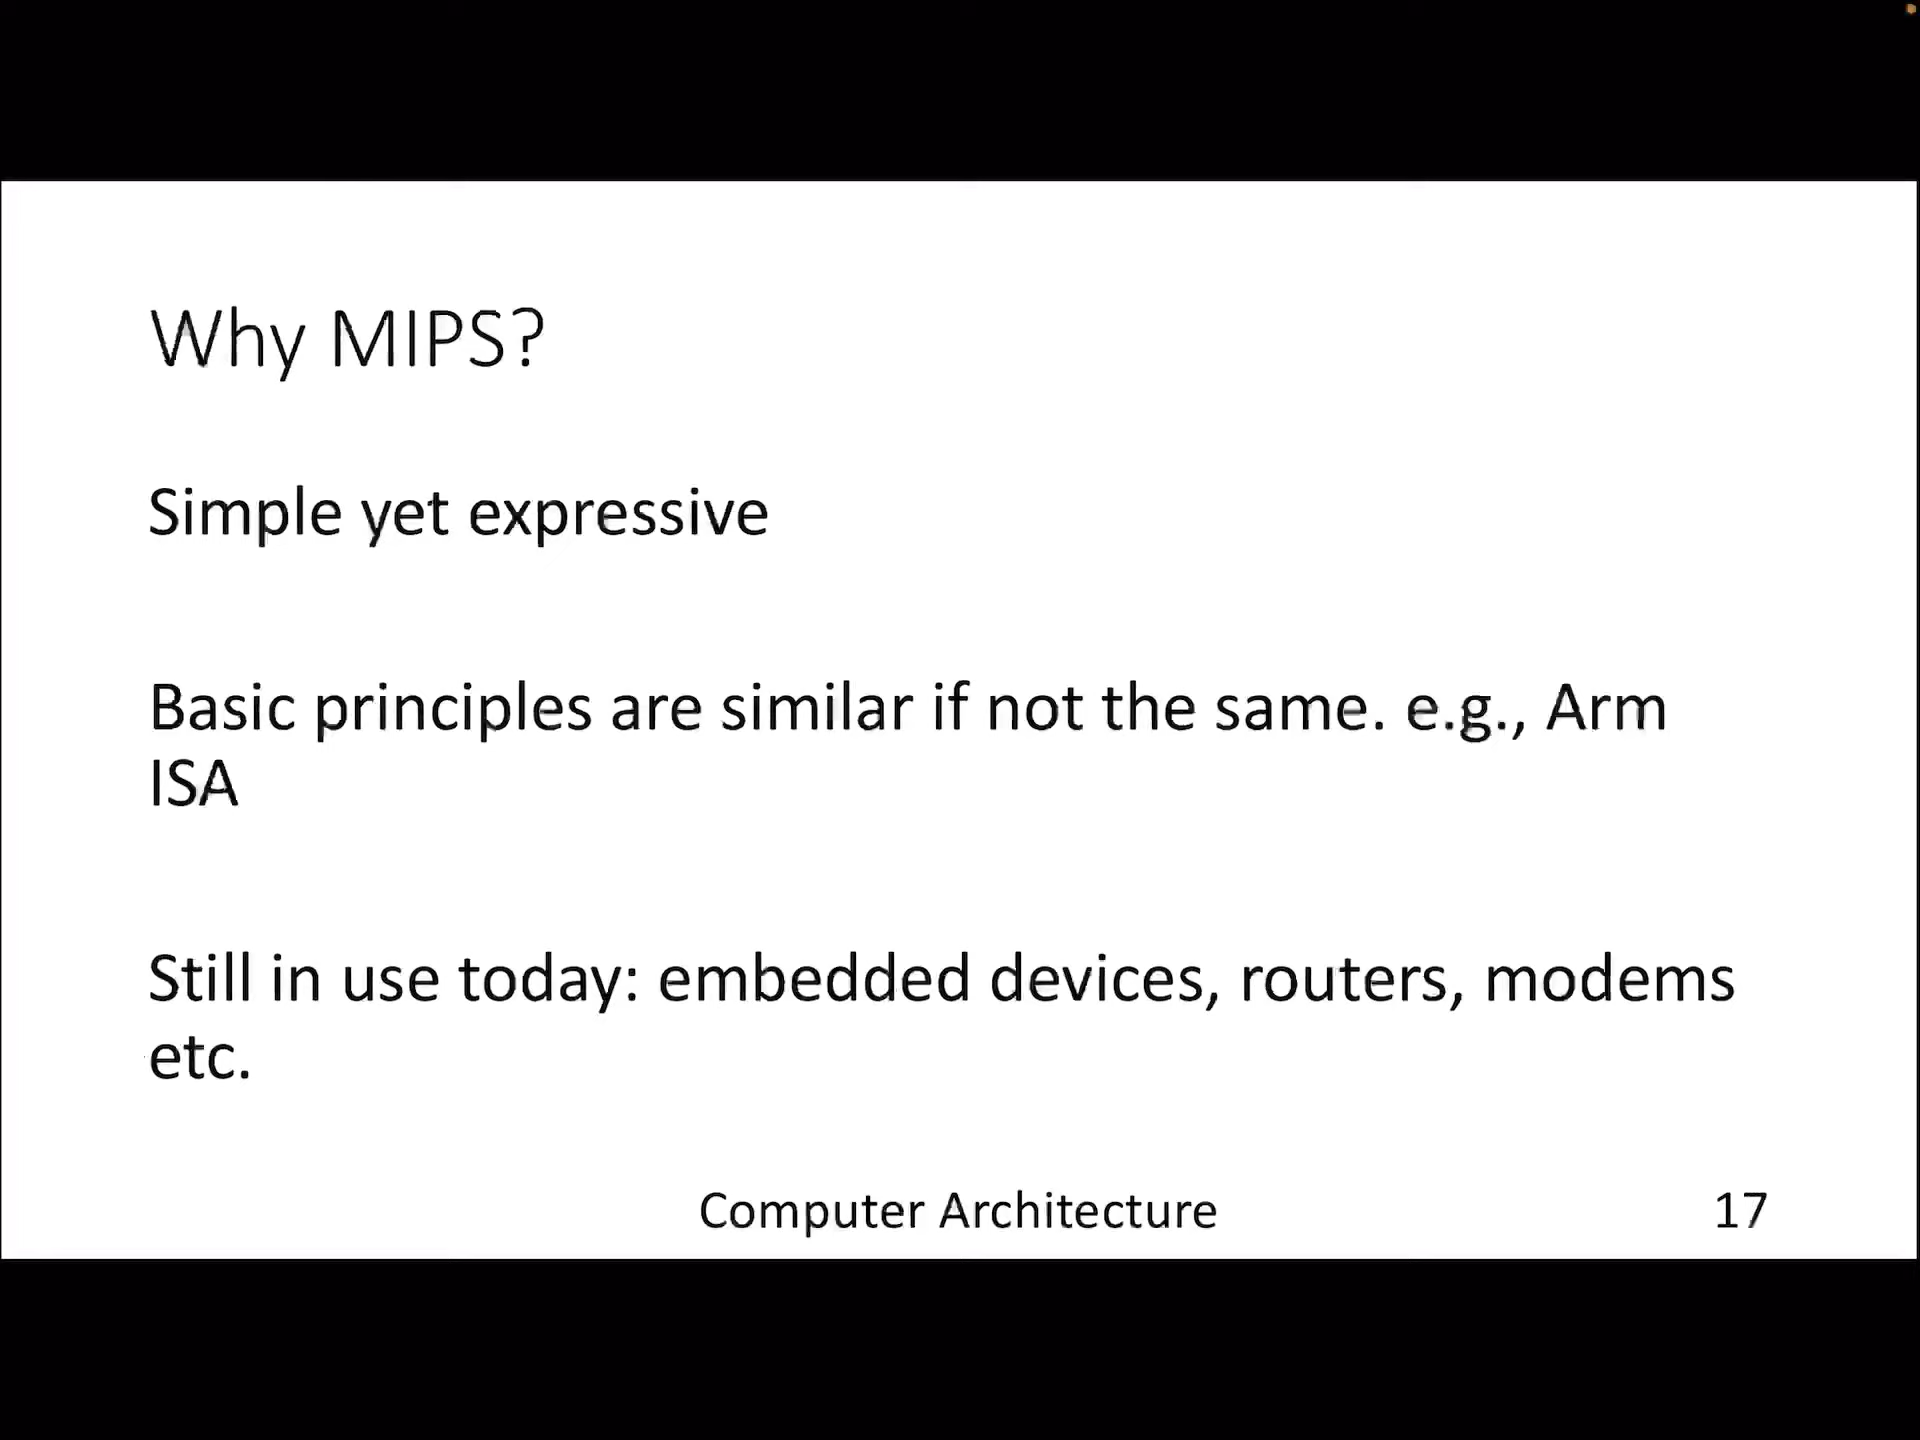 Why MIPS?
Simple yet expressive
Basic principles are similar if not the same. e.g., Arm
ISA
Still in use today: embedded devices, routers, modems
etc.
Computer Architecture
17